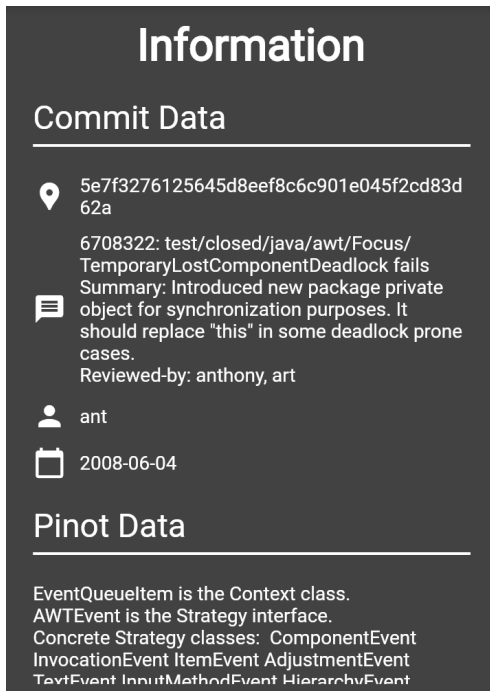 Information
Commit Data
5e7f3276125645d8eef8c6c901e045f2cd83d
62a
6708322: test/closed/java/awt/Focus/
TemporaryLostComponentDeadlock fails
Summary: Introduced new package private
object for synchronization purposes. It
should replace "this" in some deadlock prone
cases.
Reviewed-by: anthony, art
ant
2008-06-04
Pinot Data
EventQueueItem is the Context class.
AWTEvent is the Strategy interface.
Concrete Strategy classes:  ComponentEvent
InvocationEvent ItemEvent AdjustmentEvent
TextEvent InputMethodEvent HierarchyEvent